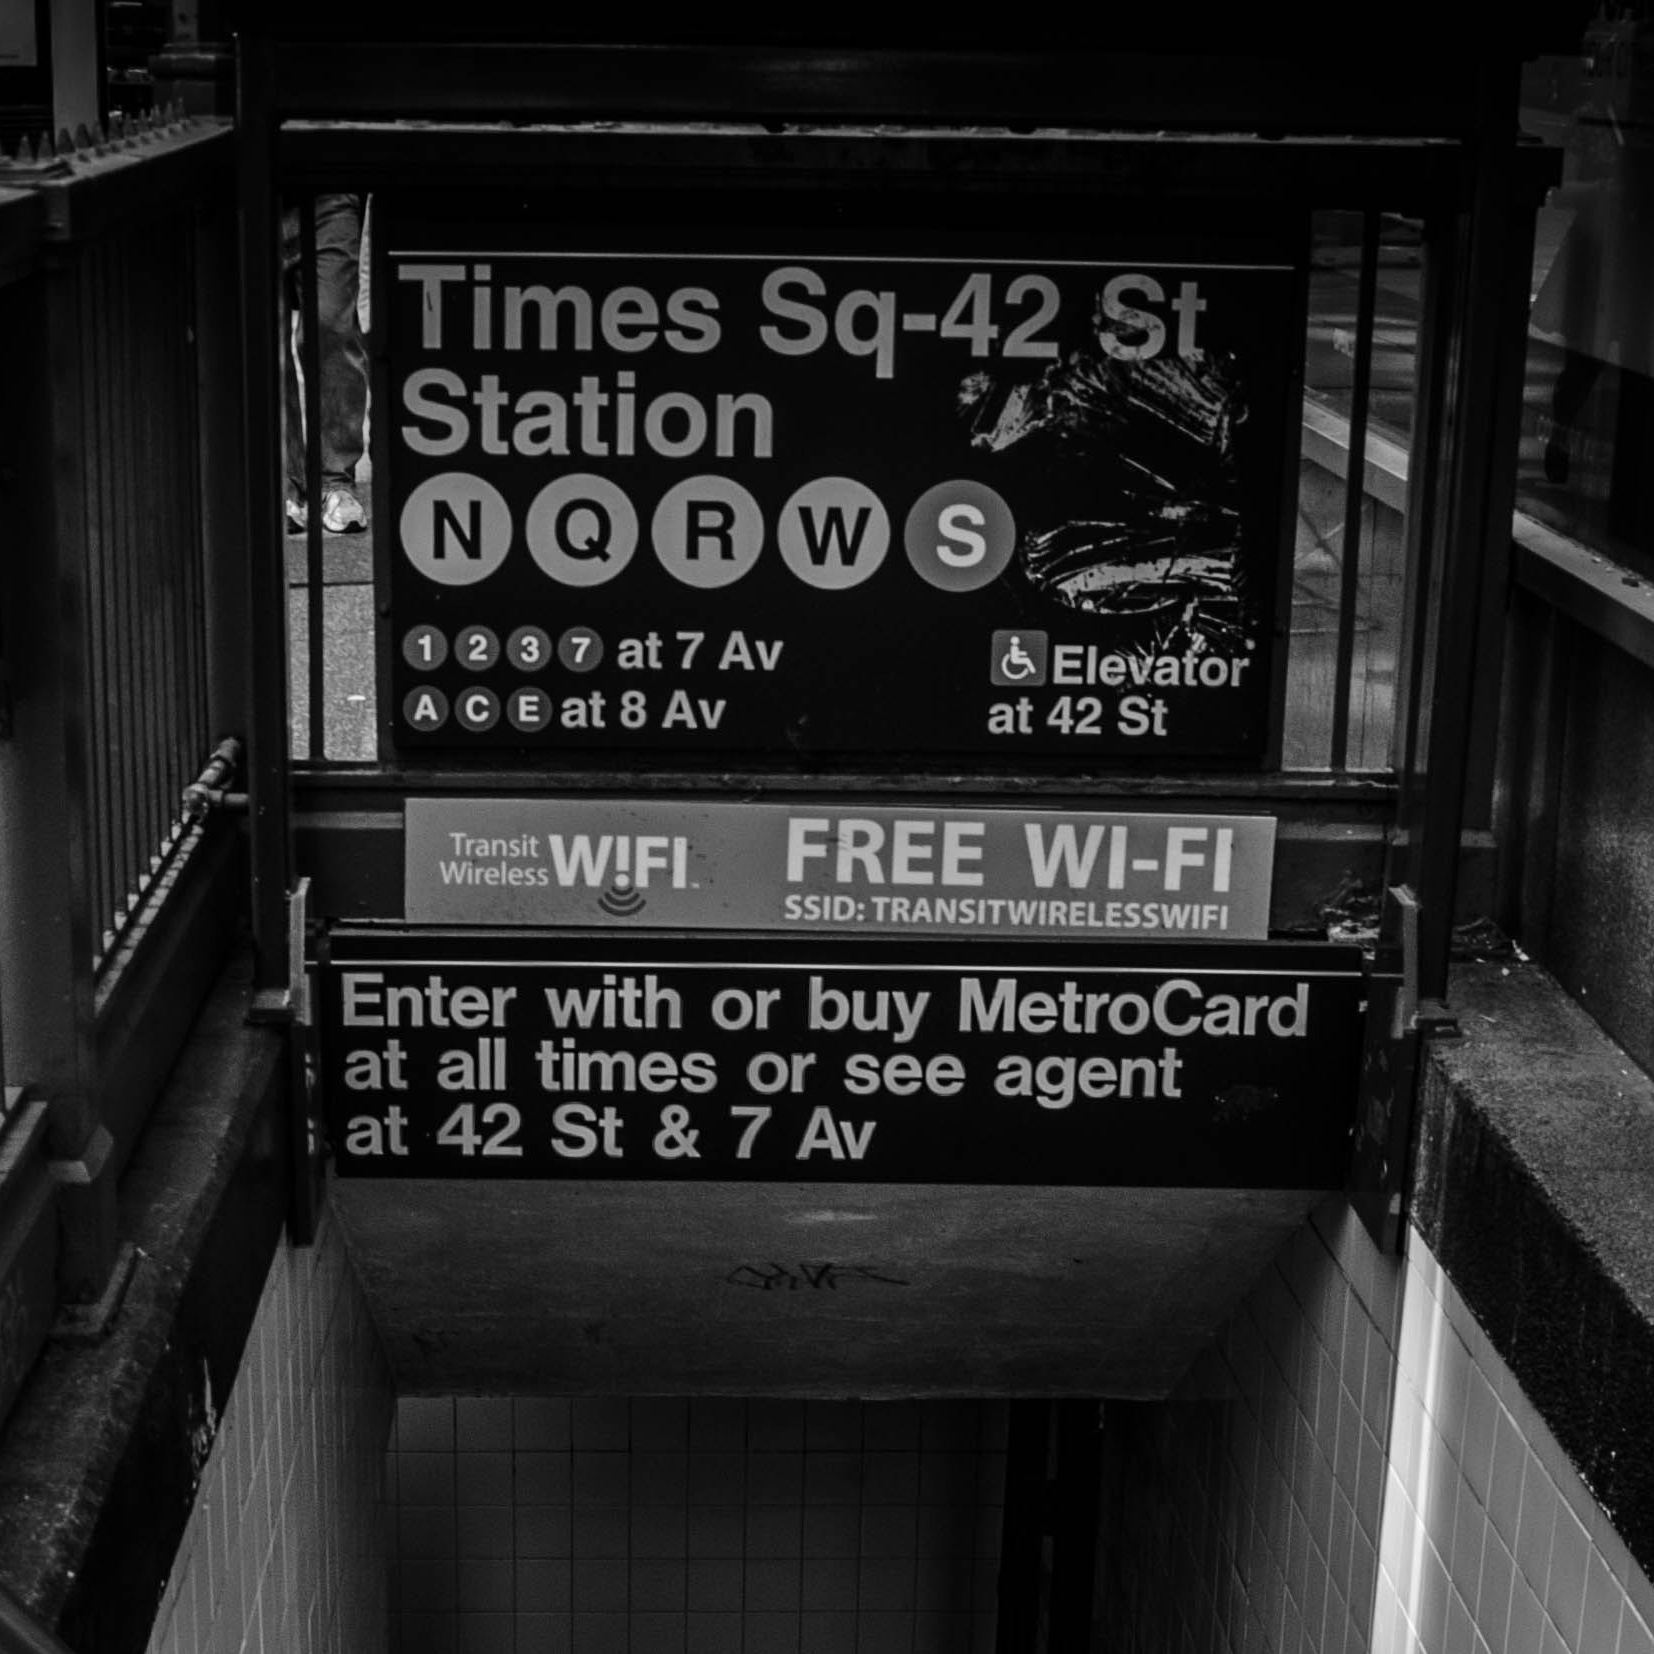 Times Sq-42 St
Station
N Q R W S
1 2 3 7 at 7 Av
A C E at 8 Av
Elevator
at 42 St
Transit
Wireless
W!FI
FREE WI-FI
SSID: TRANSITWIRELESSWIFI
Enter with or buy MetroCard
at all times or see agent
at 42 St & 7 Av